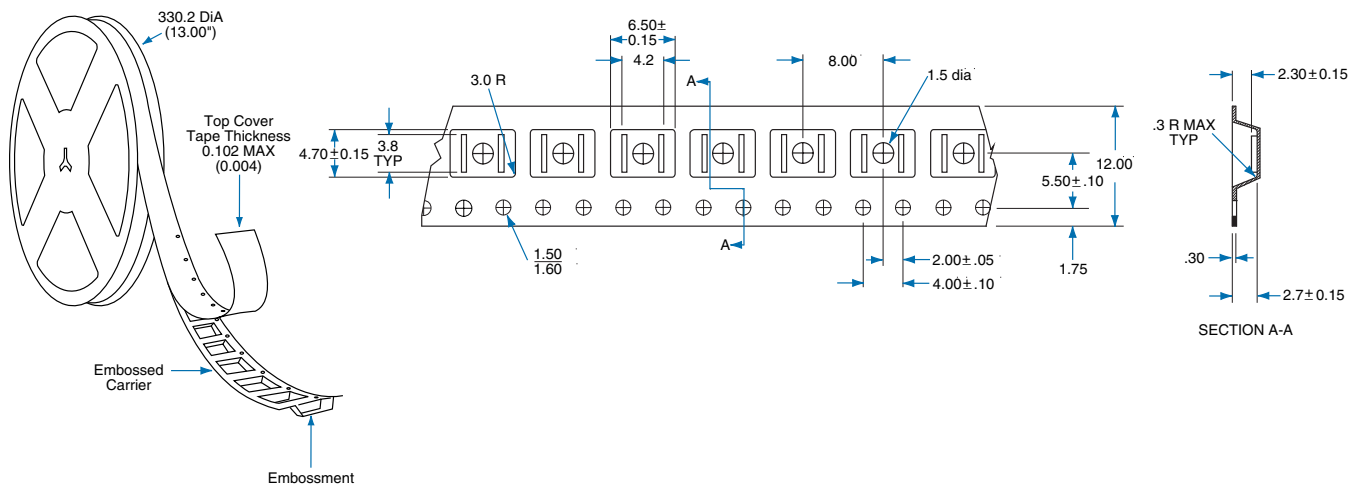 330.2 DiA
(13.00")
Top Cover
Tape Thickness
0.102 MAX
(0.004)
Embossed
Carrier
Embossment
6.50±
0.15
4.2
3.0 R
A
8.00
1.5 dia
4.70±0.15
3.8
TYP
12.00
5.50±.10
1.50
1.60
A
2.00±.05
4.00±.10
1.75
2.30±0.15
.3 R MAX
TYP
.30
2.7±0.15
SECTION A-A